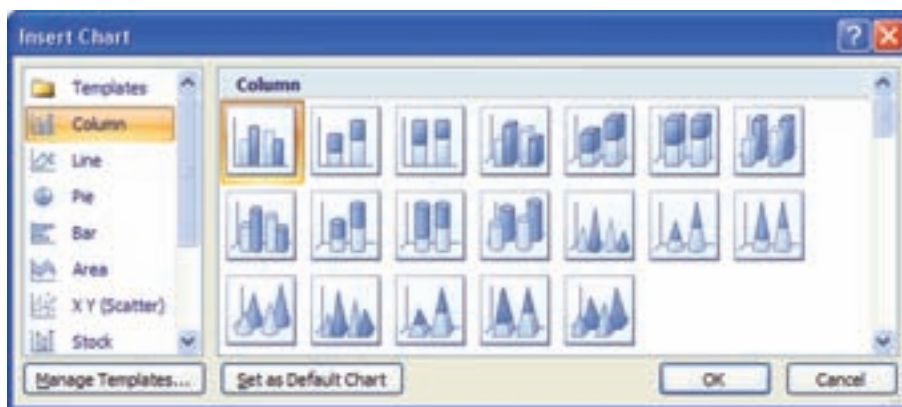 Insert Chart
Templates
Column
Line
Pie
Bar
Area
X Y (Scatter)
Stock
Column
Manage Templates...
Set as Default Chart
OK
Cancel